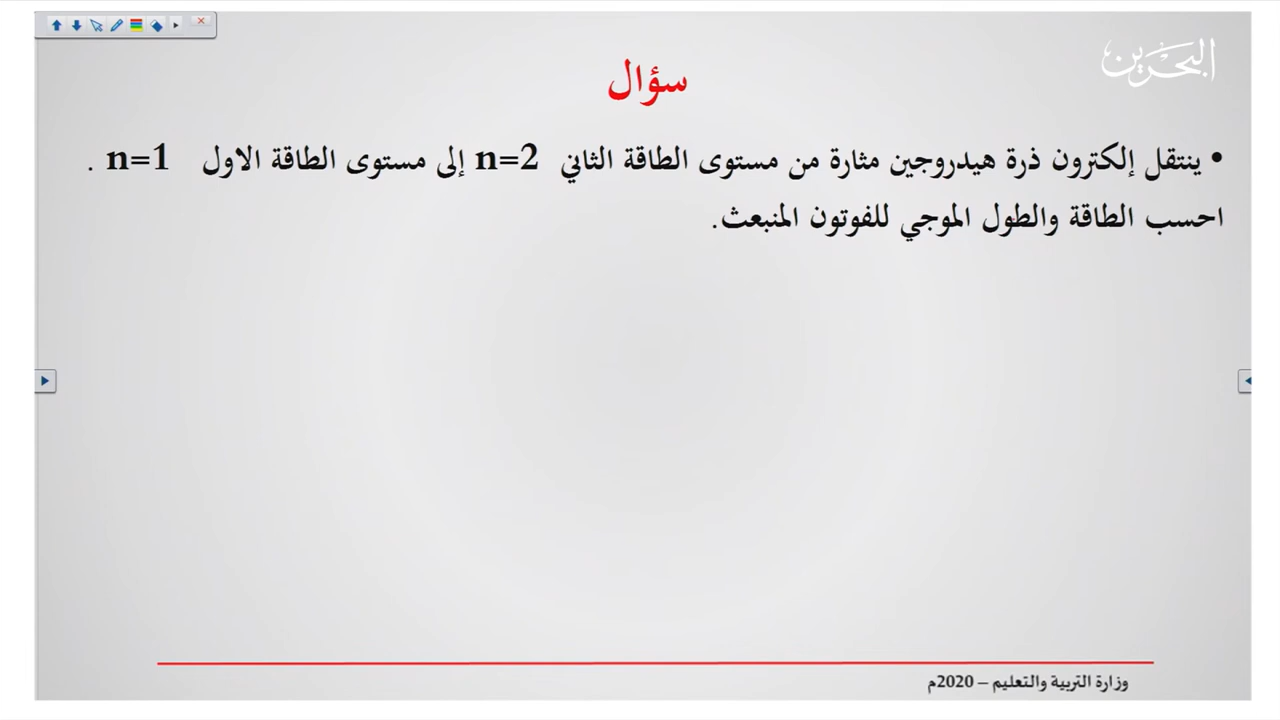 البحرين
سؤال
• ينتقل إلكترون ذرة هيدروجين مثارة من مستوى الطاقة الثاني n=2 إلى مستوى الطاقة الاول n=1 .
احسب الطاقة والطول الموجي للفوتون المنبعث.
وزارة التربية والتعليم – 2020م